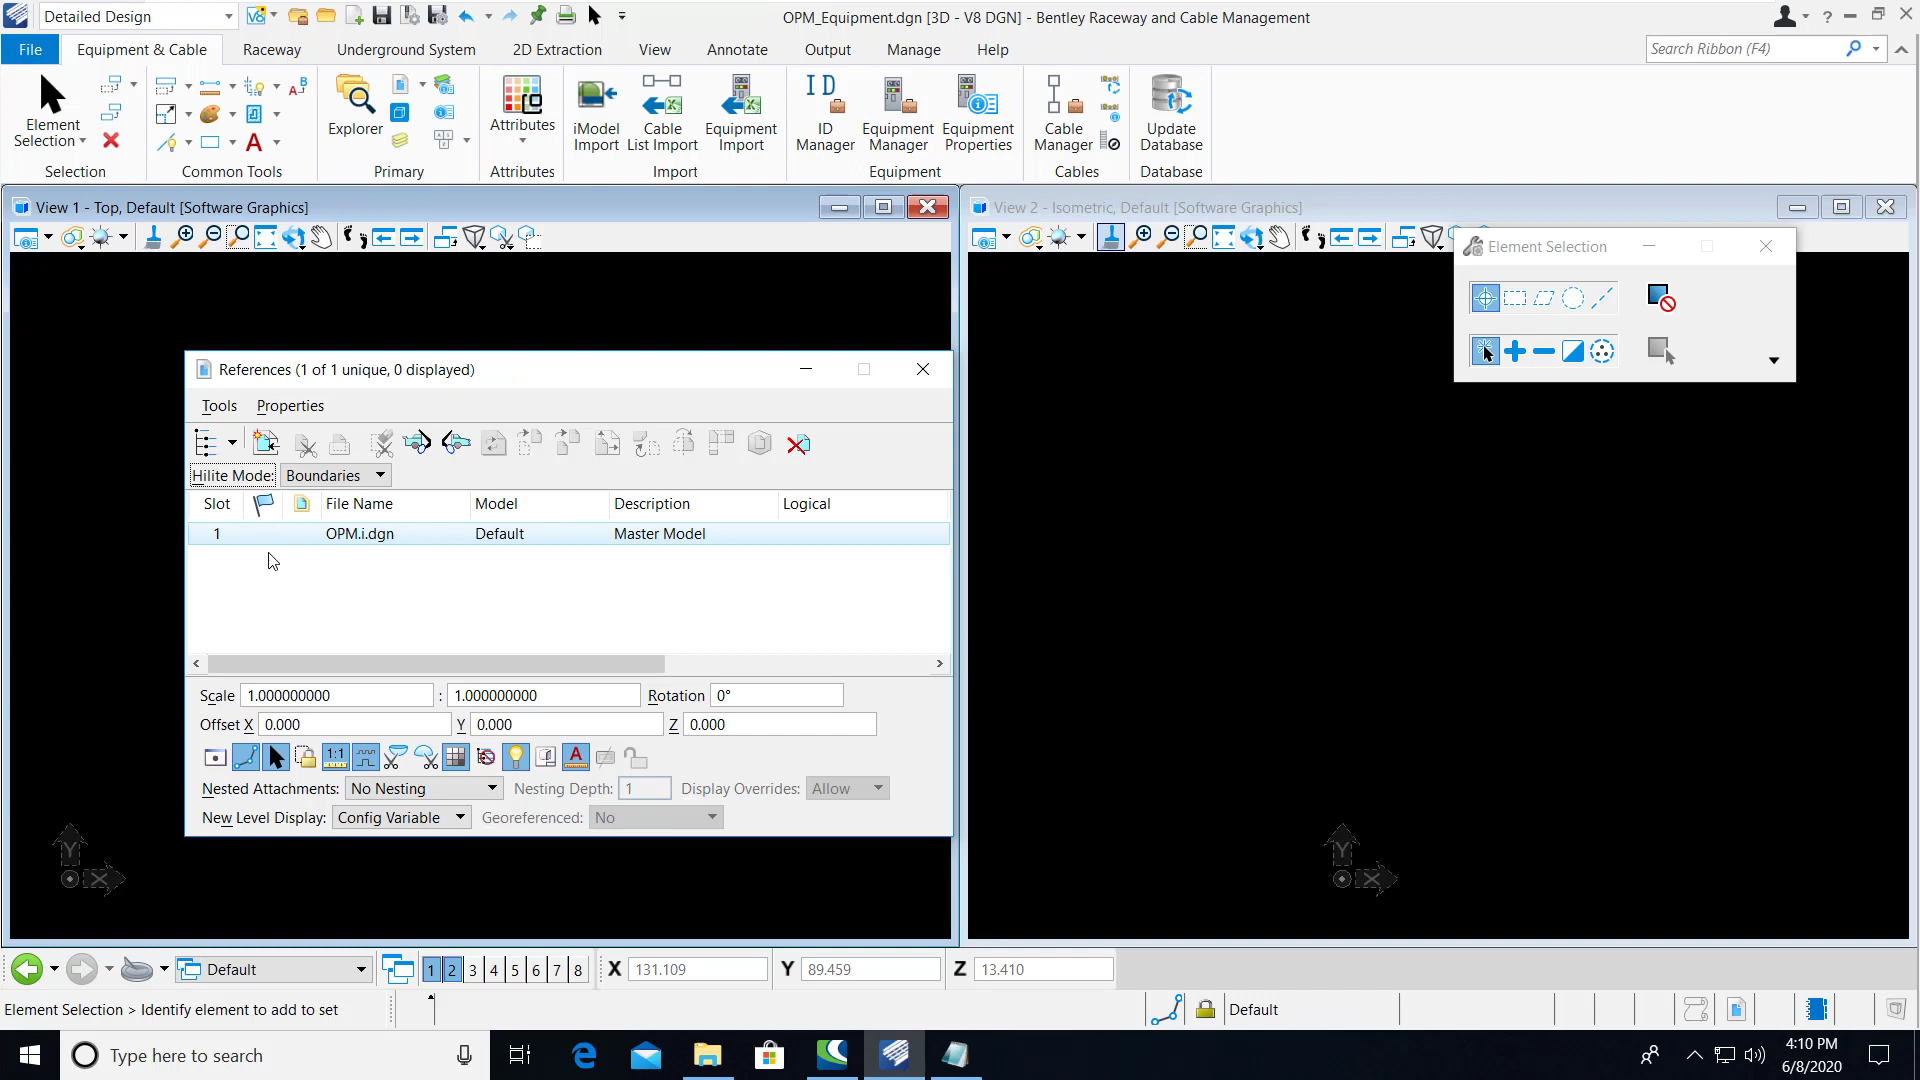 Detailed Design
OPM_Equipment.dgn [3D - V8 DGN] - Bentley Raceway and Cable Management
File
Equipment & Cable
Raceway
Underground System
2D Extraction
View
Annotate
Output
Manage
Help
Search Ribbon (F4)
Element
Selection
Explorer
Attributes
iModel
Import
Cable
List Import
Equipment
Import
ID
Manager
Equipment
Manager
Equipment
Properties
Cable
Manager
Update
Database
Selection
Common Tools
Primary
Attributes
Import
Equipment
Cables
Database
View 1 - Top, Default [Software Graphics]
View 2 - Isometric, Default [Software Graphics]
Element Selection
References (1 of 1 unique, 0 displayed)
Tools
Properties
Hilite Mode:
Boundaries
Slot
File Name
Model
Description
Logical
1
OPM.i.dgn
Default
Master Model
Scale
1.000000000
:
1.000000000
Rotation
0°
Offset X
0.000
Y
0.000
Z
0.000
1:1
A
Nested Attachments:
No Nesting
Nesting Depth:
1
Display Overrides:
Allow
New Level Display:
Config Variable
Georeferenced:
No
Y
X
Y
X
Default
1 2 3 4 5 6 7 8
X
131.109
Y
89.459
Z
13.410
Element Selection > Identify element to add to set
Default
Type here to search
4:10 PM
6/8/2020